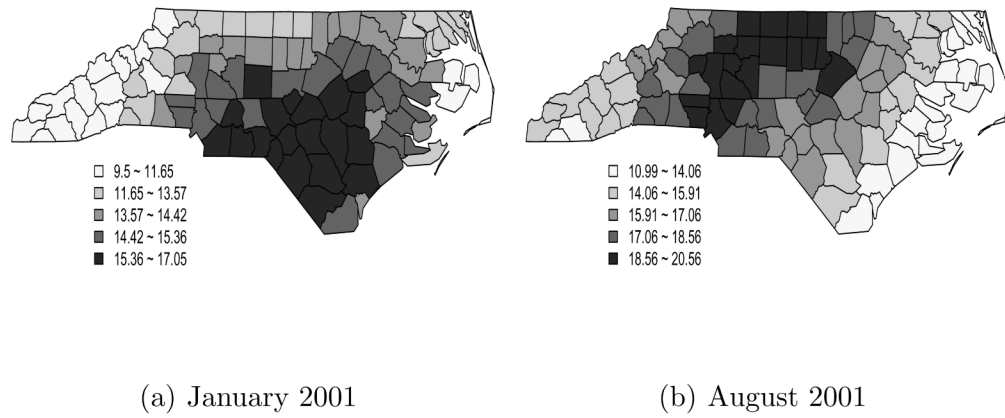 9.5 ~ 11.65
11.65 ~ 13.57
13.57 ~ 14.42
14.42 ~ 15.36
15.36 ~ 17.05
10.99 ~ 14.06
14.06 ~ 15.91
15.91 ~ 17.06
17.06 ~ 18.56
18.56 ~ 20.56
(a) January 2001
(b) August 2001